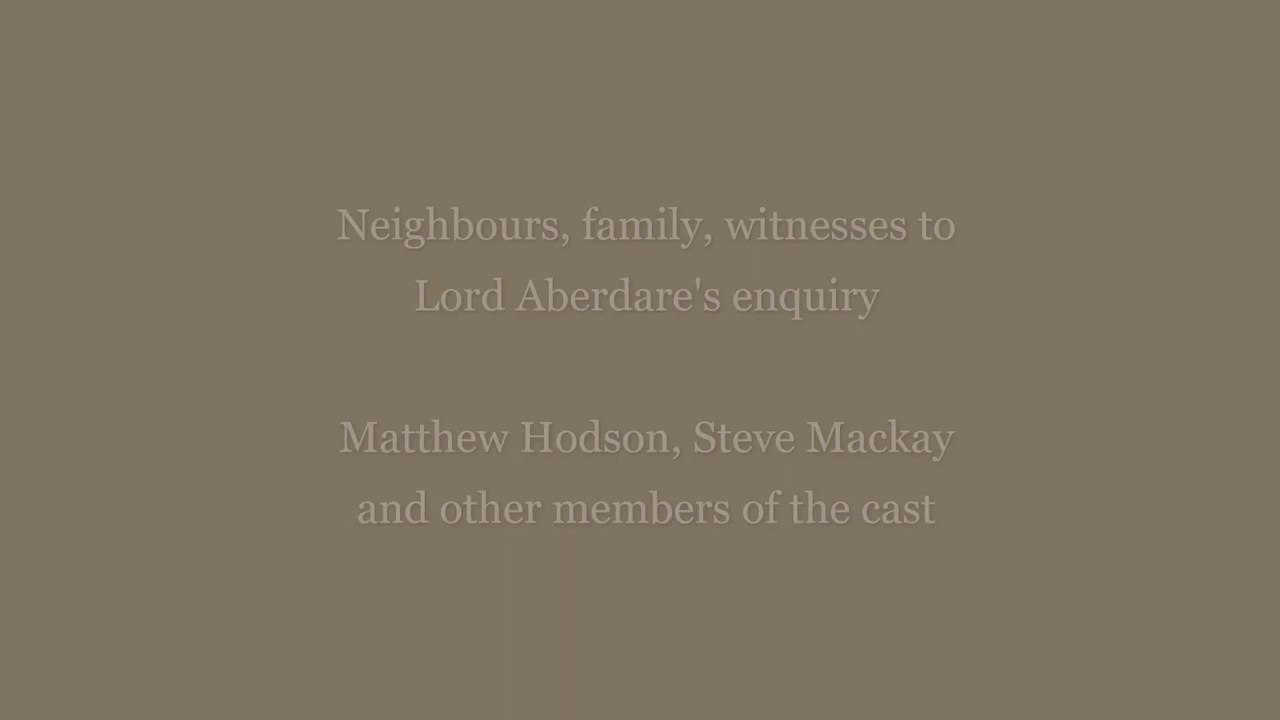 Neighbours, family, witnesses to
Lord Aberdare's enquiry
Matthew Hodson, Steve Mackay
and other members of the cast